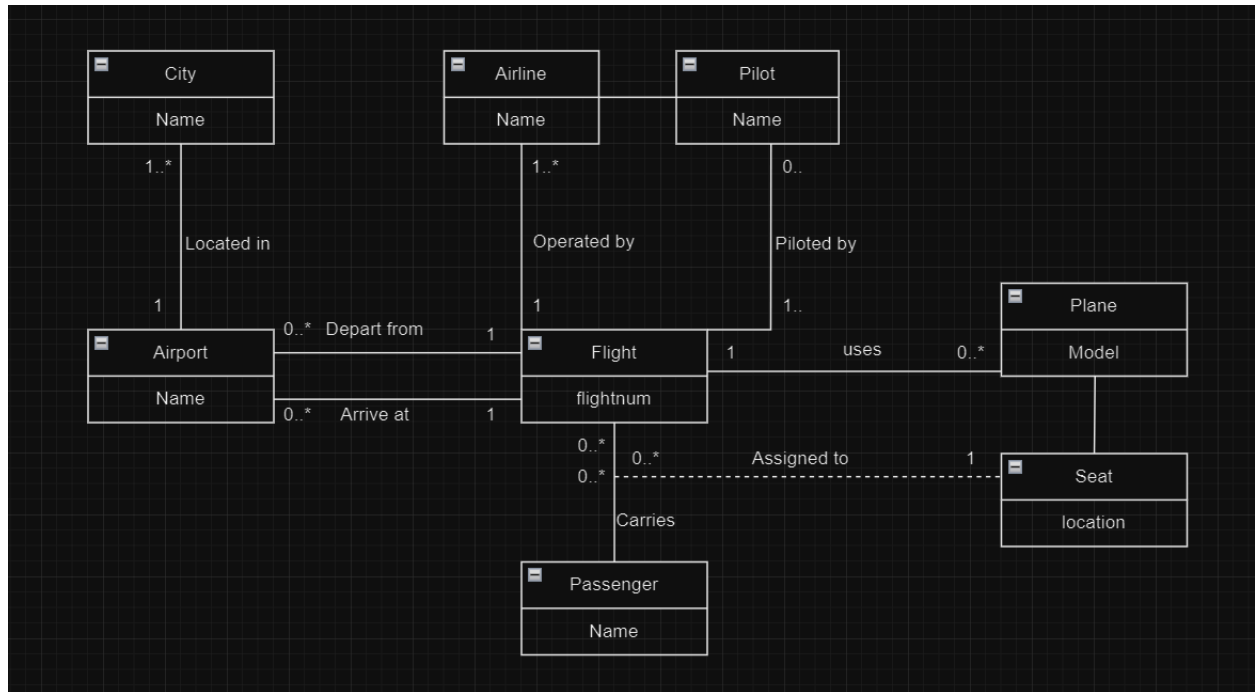 City
Name
Airline
Name
Pilot
Name
1..*
1..*
0..
Located in
Operated by
Piloted by
1
1
1..
Airport
Name
0..*
Depart from
1
0..*
Arrive at
1
Flight
flightnum
1
uses
0..*
Plane
Model
0..*
0..*
Assigned to
1
0..*
Seat
location
Carries
Passenger
Name